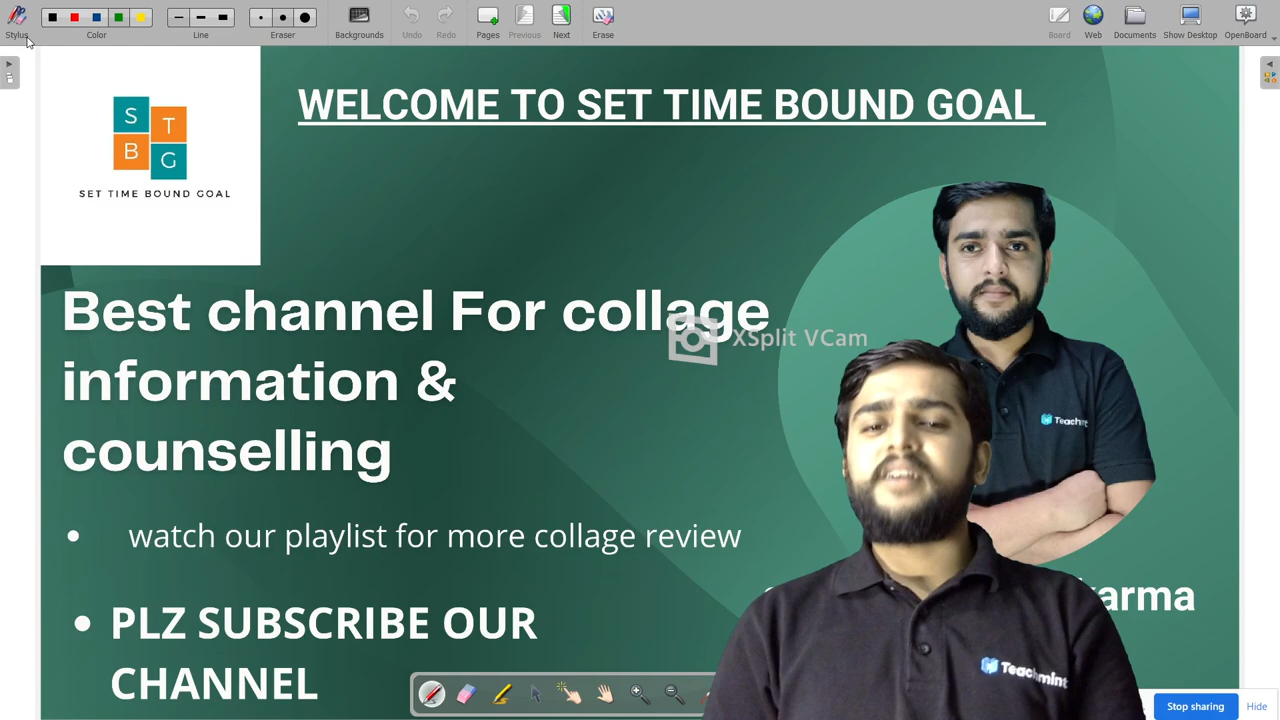 Stylus
Color
Line
Eraser
Backgrounds
Undo
Redo
Pages
Previous
Next
Erase
Board
Web
Documents
Show Desktop
OpenBoard
WELCOME TO SET TIME BOUND GOAL
S
T
B
G
SET TIME BOUND GOAL
Best channel For collage
information &
counselling
XSplit VCam
Teachm
watch our playlist for more collage review
arma
PLZ SUBSCRIBE OUR
CHANNEL
Teachmint
Stop sharing
Hide